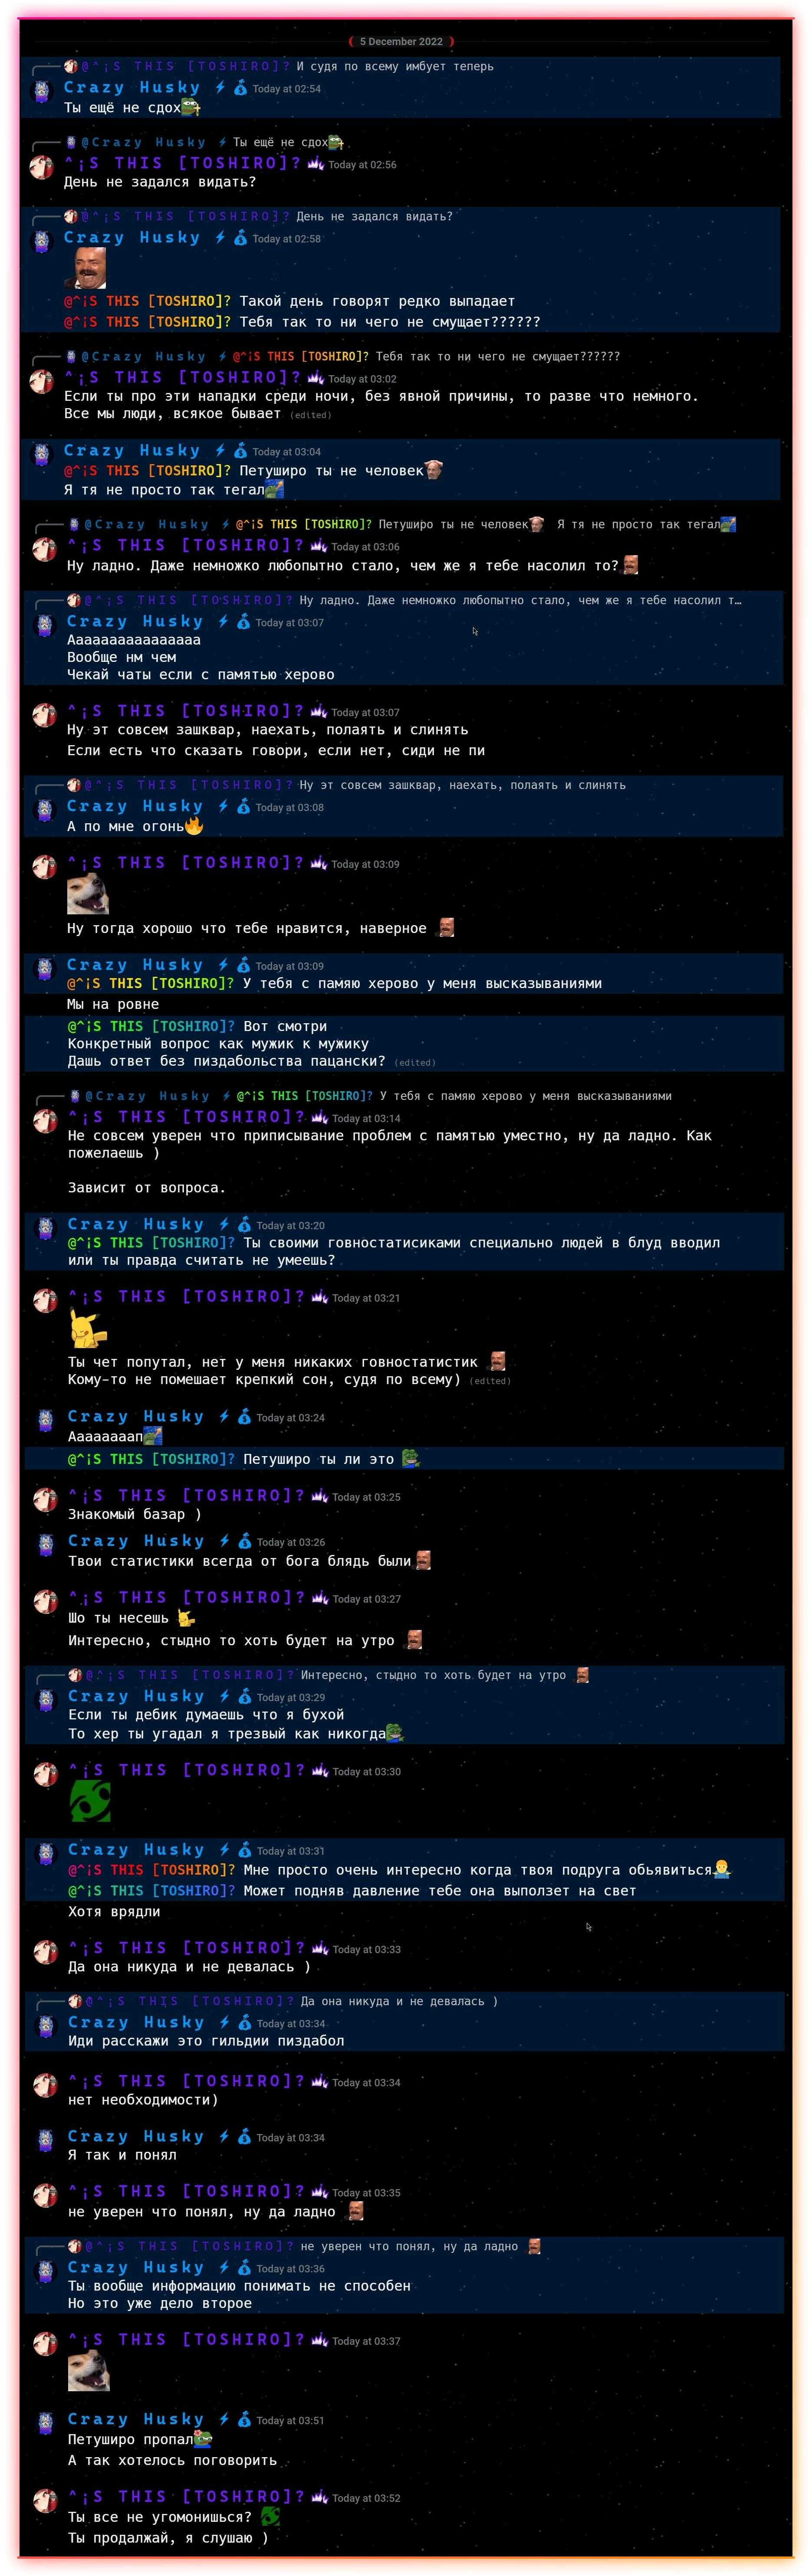 5 December 2022
@^¡S THIS [TOSHIRO]? И судя по всему имбует теперь
Crazy Husky Today at 02:54
Ты ещё не сдох
@Crazy Husky Ты ещё не сдох
^¡S THIS [TOSHIRO]? Today at 02:56
День не задался видать?
@^¡S THIS [TOSHIRO]? День не задался видать?
Crazy Husky Today at 02:58
@^¡S THIS [TOSHIRO]? Такой день говорят редко выпадает
@^¡S THIS [TOSHIRO]? Тебя так то ни чего не смущает??????
@Crazy Husky @^¡S THIS [TOSHIRO]? Тебя так то ни чего не смущает??????
^¡S THIS [TOSHIRO]? Today at 03:02
Если ты про эти нападки среди ночи, без явной причины, то разве что немного.
Все мы люди, всякое бывает (edited)
Crazy Husky Today at 03:04
@^¡S THIS [TOSHIRO]? Петуширо ты не человек
Я тя не просто так тегал
@Crazy Husky @^¡S THIS [TOSHIRO]? Петуширо ты не человек Я тя не просто так тегал
^¡S THIS [TOSHIRO]? Today at 03:06
Ну ладно. Даже немножко любопытно стало, чем же я тебе насолил то?
@^¡S THIS [TOSHIRO]? Ну ладно. Даже немножко любопытно стало, чем же я тебе насолил т…
Crazy Husky Today at 03:07
Аааааааааааааааа
Вообще нм чем
Чекай чаты если с памятью херово
^¡S THIS [TOSHIRO]? Today at 03:07
Ну эт совсем зашквар, наехать, полаять и слинять
Если есть что сказать говори, если нет, сиди не пи
@^¡S THIS [TOSHIRO]? Ну эт совсем зашквар, наехать, полаять и слинять
Crazy Husky Today at 03:08
А по мне огонь
^¡S THIS [TOSHIRO]? Today at 03:09
Ну тогда хорошо что тебе нравится, наверное
Crazy Husky Today at 03:09
@^¡S THIS [TOSHIRO]? У тебя с памяю херово у меня высказываниями
Мы на ровне
@^¡S THIS [TOSHIRO]? Вот смотри
Конкретный вопрос как мужик к мужику
Дашь ответ без пиздабольства пацански? (edited)
@Crazy Husky @^¡S THIS [TOSHIRO]? У тебя с памяю херово у меня высказываниями
^¡S THIS [TOSHIRO]? Today at 03:14
Не совсем уверен что приписывание проблем с памятью уместно, ну да ладно. Как
пожелаешь )
Зависит от вопроса.
Crazy Husky Today at 03:20
@^¡S THIS [TOSHIRO]? Ты своими говностатисиками специально людей в блуд вводил
или ты правда считать не умеешь?
^¡S THIS [TOSHIRO]? Today at 03:21
Ты чет попутал, нет у меня никаких говностатистик
Кому-то не помешает крепкий сон, судя по всему) (edited)
Crazy Husky Today at 03:24
Аааааааап
@^¡S THIS [TOSHIRO]? Петуширо ты ли это
^¡S THIS [TOSHIRO]? Today at 03:25
Знакомый базар )
Crazy Husky Today at 03:26
Твои статистики всегда от бога блядь были
^¡S THIS [TOSHIRO]? Today at 03:27
Шо ты несешь
Интересно, стыдно то хоть будет на утро
@^¡S THIS [TOSHIRO]? Интересно, стыдно то хоть будет на утро
Crazy Husky Today at 03:29
Если ты дебик думаешь что я бухой
То хер ты угадал я трезвый как никогда
^¡S THIS [TOSHIRO]? Today at 03:30
Crazy Husky Today at 03:31
@^¡S THIS [TOSHIRO]? Мне просто очень интересно когда твоя подруга обьявиться
@^¡S THIS [TOSHIRO]? Может подняв давление тебе она выползет на свет
Хотя врядли
^¡S THIS [TOSHIRO]? Today at 03:33
Да она никуда и не девалась )
@^¡S THIS [TOSHIRO]? Да она никуда и не девалась )
Crazy Husky Today at 03:34
Иди расскажи это гильдии пиздабол
^¡S THIS [TOSHIRO]? Today at 03:34
нет необходимости)
Crazy Husky Today at 03:34
Я так и понял
^¡S THIS [TOSHIRO]? Today at 03:35
не уверен что понял, ну да ладно
@^¡S THIS [TOSHIRO]? не уверен что понял, ну да ладно
Crazy Husky Today at 03:36
Ты вообще информацию понимать не способен
Но это уже дело второе
^¡S THIS [TOSHIRO]? Today at 03:37
Crazy Husky Today at 03:51
Петуширо пропал
А так хотелось поговорить
^¡S THIS [TOSHIRO]? Today at 03:52
Ты все не угомонишься?
Ты продалжай, я слушаю )